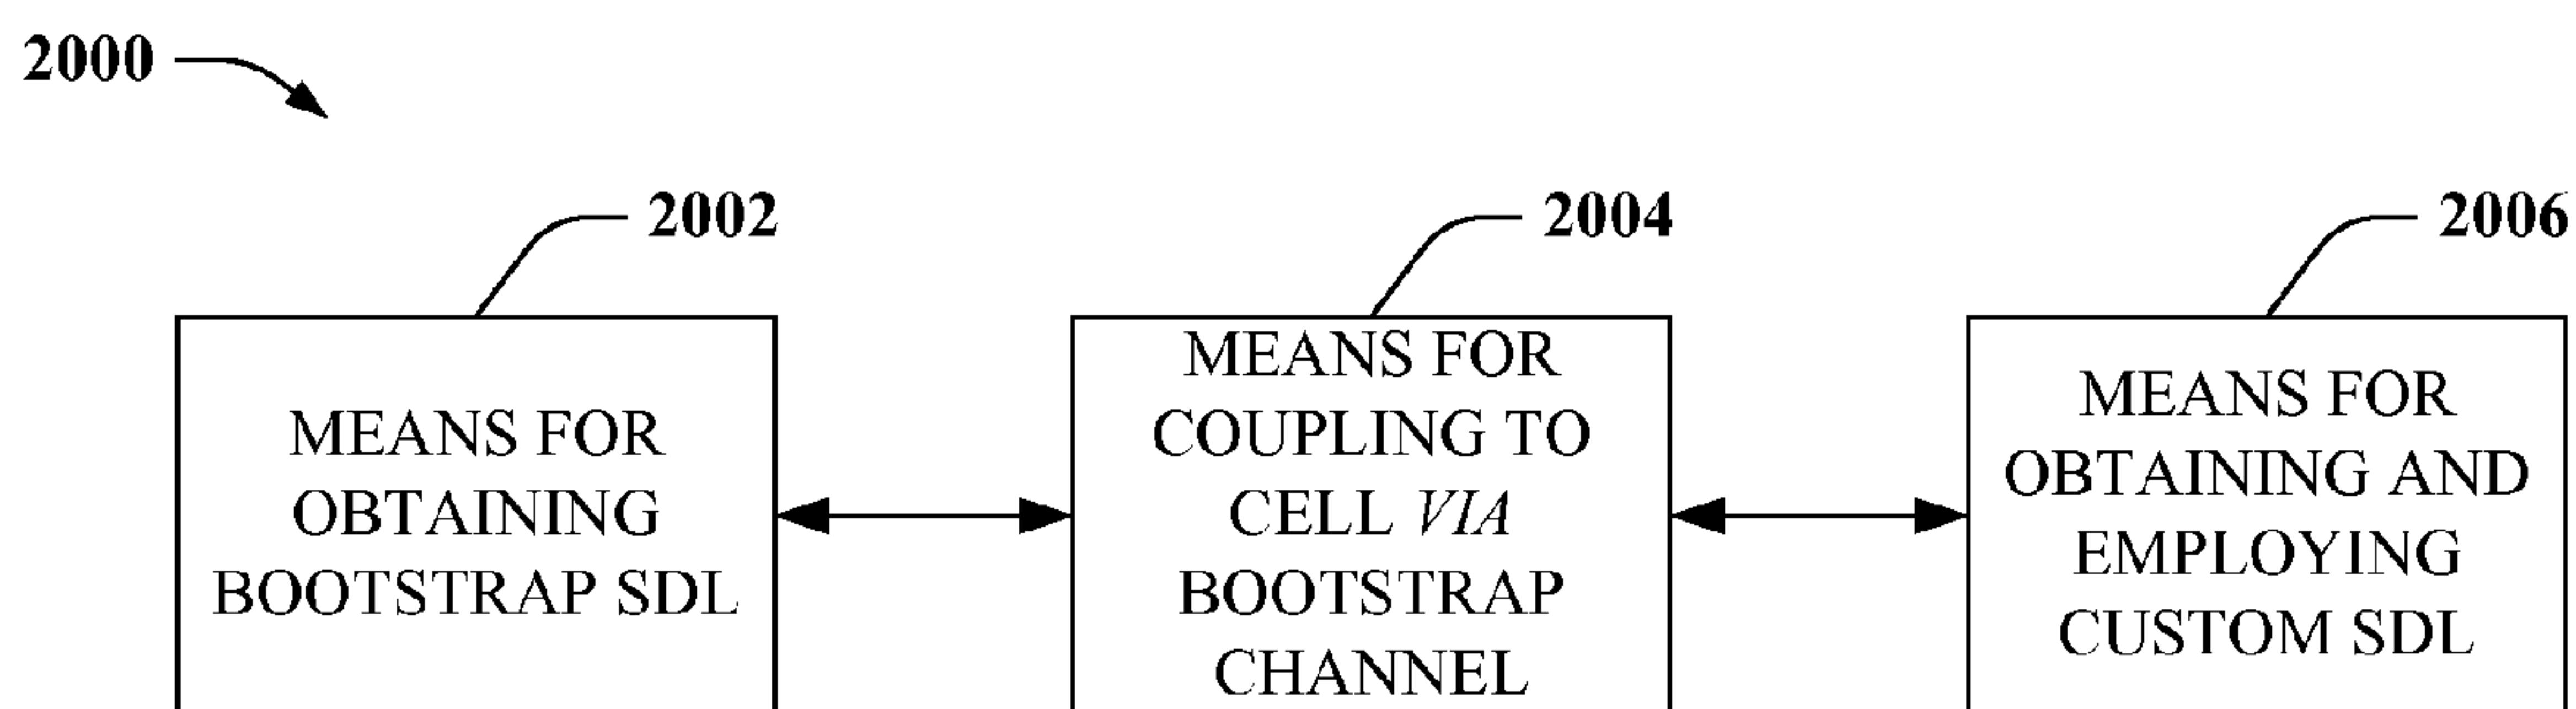 2000
2002
2004
2006
MEANS FOR
OBTAINING
BOOTSTRAP SDL
MEANS FOR
COUPLING TO
CELL VIA
BOOTSTRAP
CHANNEL
MEANS FOR
OBTAINING AND
EMPLOYING
CUSTOM SDL